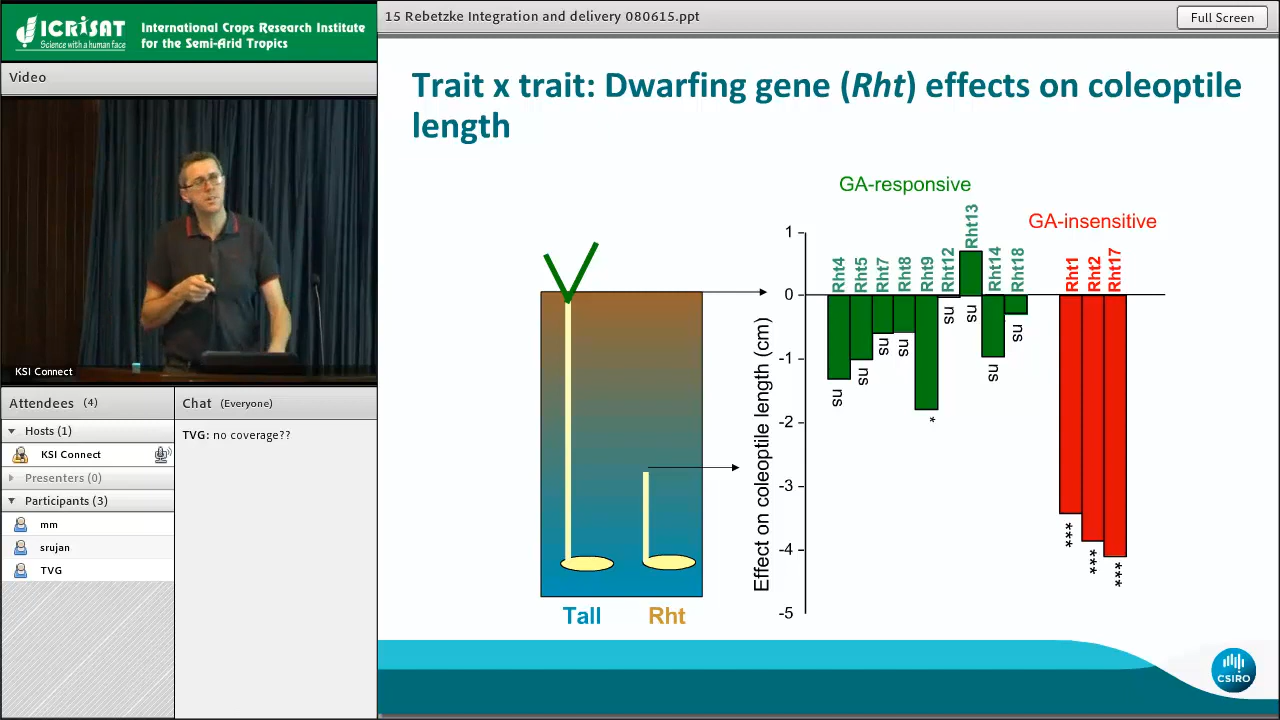 ICRISAT
Science with a human face
International Crops Research Institute
for the Semi-Arid Tropics
15 Rebetzke Integration and delivery 080615.ppt
Full Screen
Video
KSI Connect
Attendees (4)
Hosts (1)
KSI Connect
Presenters (0)
Participants (3)
mm
srujan
TVG
Chat (Everyone)
TVG: no coverage??
Trait x trait: Dwarfing gene (Rht) effects on coleoptile
length
GA-responsive
GA-insensitive
Rht4
Rht5
Rht7
Rht8
Rht9
Rht12
Rht13
Rht14
Rht18
Rht1
Rht2
Rht17
Effect on coleoptile length (cm)
1
0
-1
-2
-3
-4
-5
ns
ns
ns
ns
*
ns
ns
ns
ns
***
***
***
Tall
Rht
CSIRO